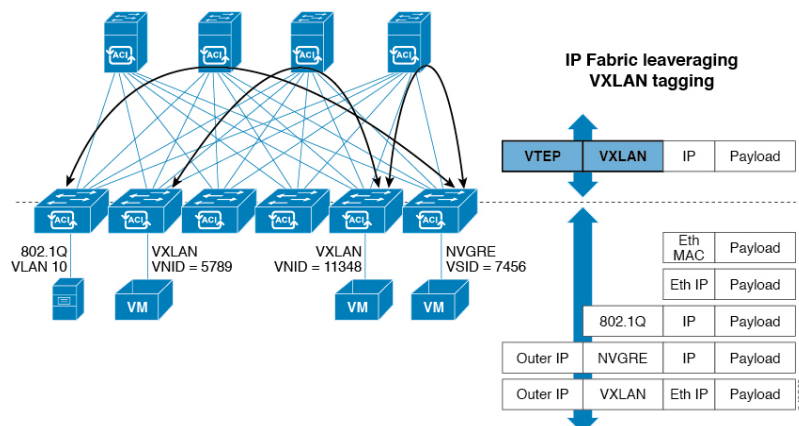 ACI
ACI
ACI
ACI
IP Fabric leveraging
VXLAN tagging
VTEP VXLAN IP Payload
ACI
ACI
ACI
ACI
ACI
ACI
802.1Q
VLAN 10
VXLAN
VNID = 5789
VXLAN
VNID = 11348
NVGRE
VSID = 7456
VM
VM
VM
Eth
MAC
Payload
Eth IP Payload
802.1Q IP Payload
Outer IP NVGRE IP Payload
Outer IP VXLAN Eth IP Payload